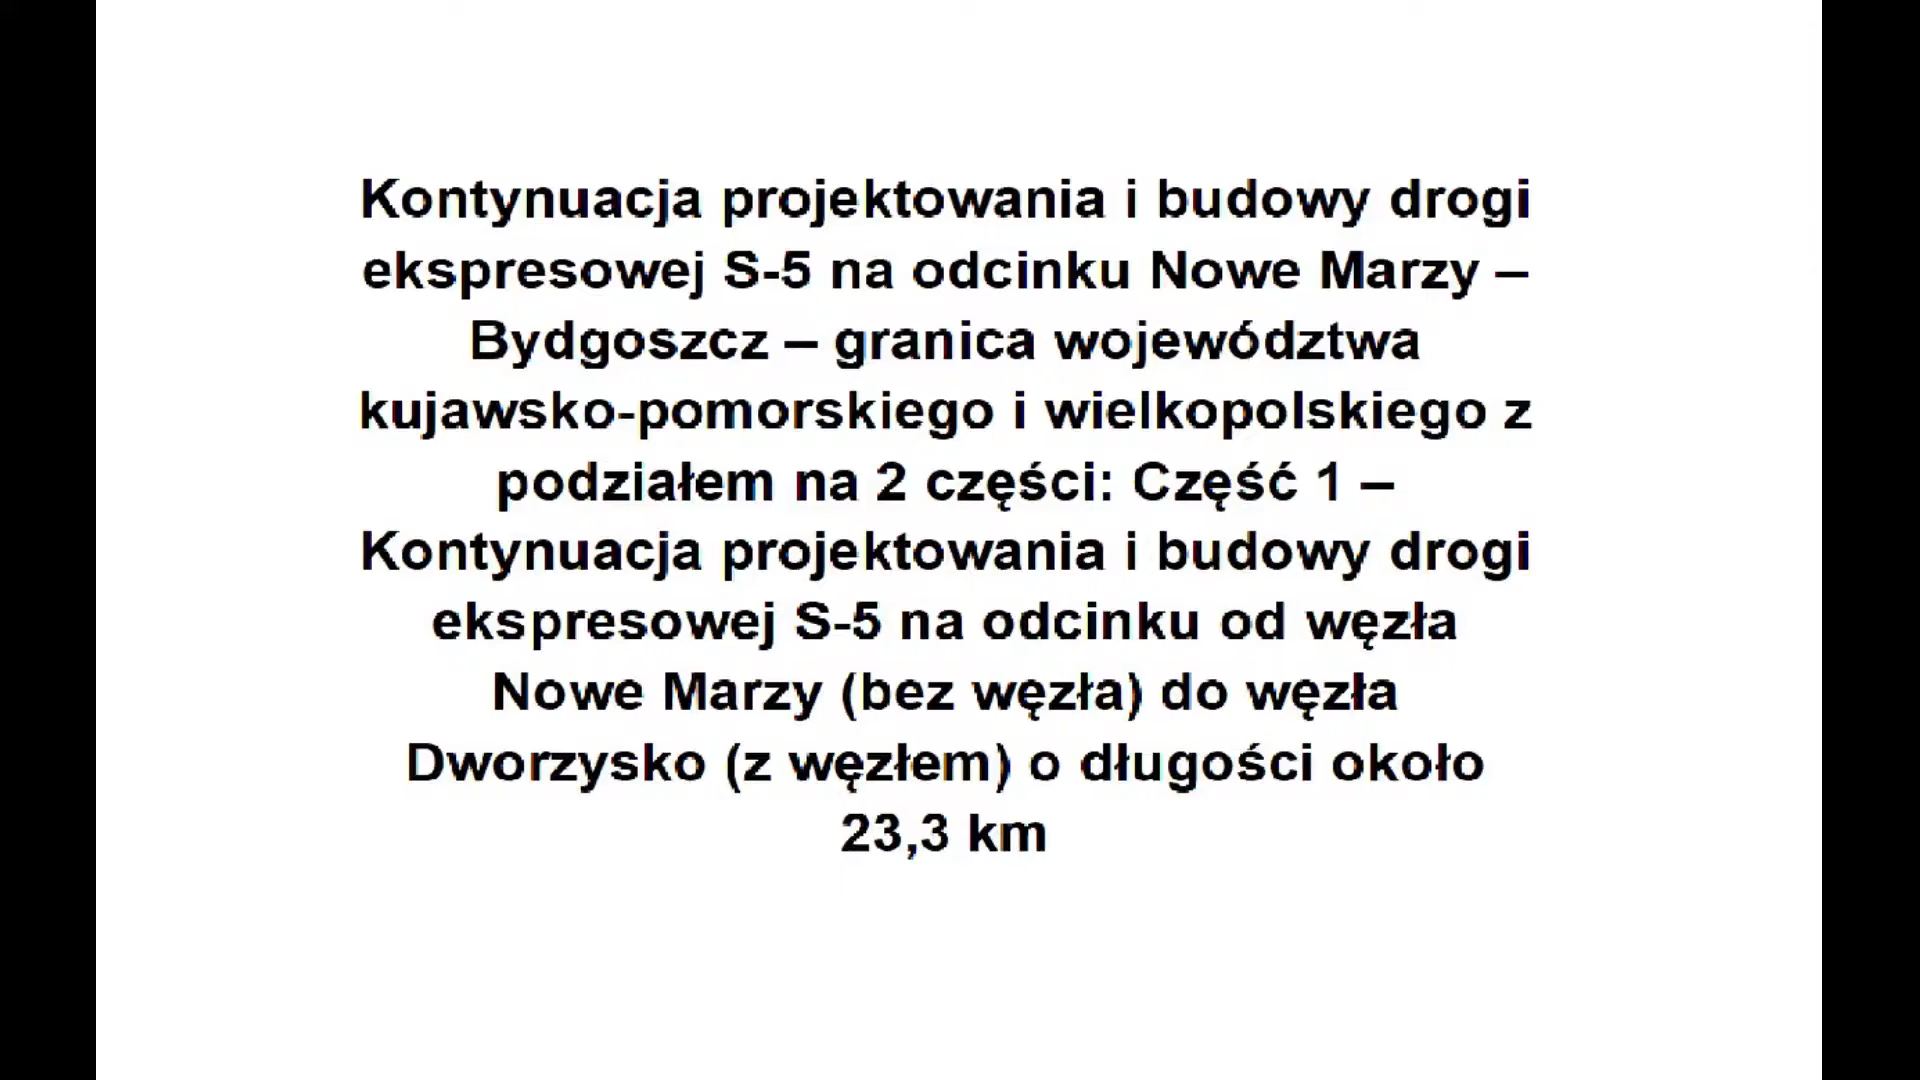 Kontynuacja projektowania i budowy drogi
ekspresowej S-5 na odcinku Nowe Marzy –
Bydgoszcz – granica województwa
kujawsko-pomorskiego i wielkopolskiego z
podziałem na 2 części: Część 1 –
Kontynuacja projektowania i budowy drogi
ekspresowej S-5 na odcinku od węzła
Nowe Marzy (bez węzła) do węzła
Dworzysko (z węzłem) o długości około
23,3 km